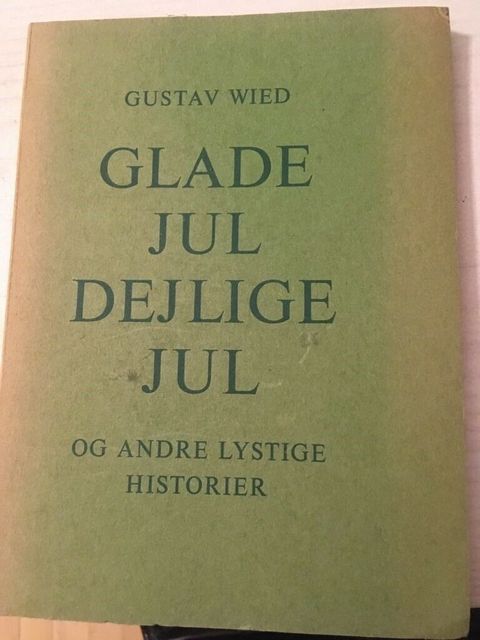 GUSTAV WIED
GLADE
JUL
DEJLIGE
JUL
OG ANDRE LYSTIGE
HISTORIER